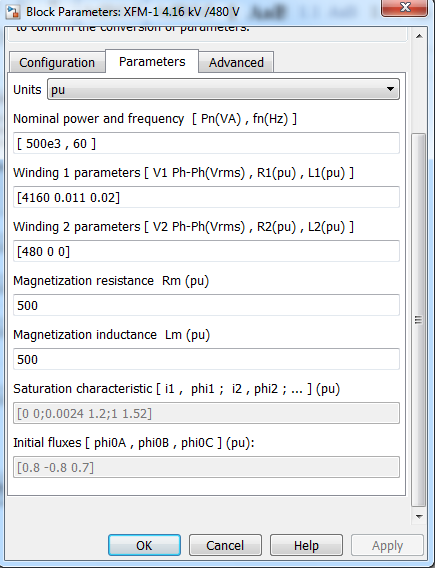 Block Parameters: XFM-1 4.16 kV /480 V
to confirm the conversion of parameters.
Configuration Parameters Advanced
Units pu
Nominal power and frequency [ Pn(VA) , fn(Hz) ]
[ 500e3 , 60 ]
Winding 1 parameters [ V1 Ph-Ph(Vrms) , R1(pu) , L1(pu) ]
[4160 0.011 0.02]
Winding 2 parameters [ V2 Ph-Ph(Vrms) , R2(pu) , L2(pu) ]
[480 0 0]
Magnetization resistance Rm (pu)
500
Magnetization inductance Lm (pu)
500
Saturation characteristic [ i1 , phi1 ; i2 , phi2 ; ... ] (pu)
[0 0;0.0024 1.2;1 1.52]
Initial fluxes [ phi0A , phi0B , phi0C ] (pu):
[0.8 -0.8 0.7]
OK Cancel Help Apply